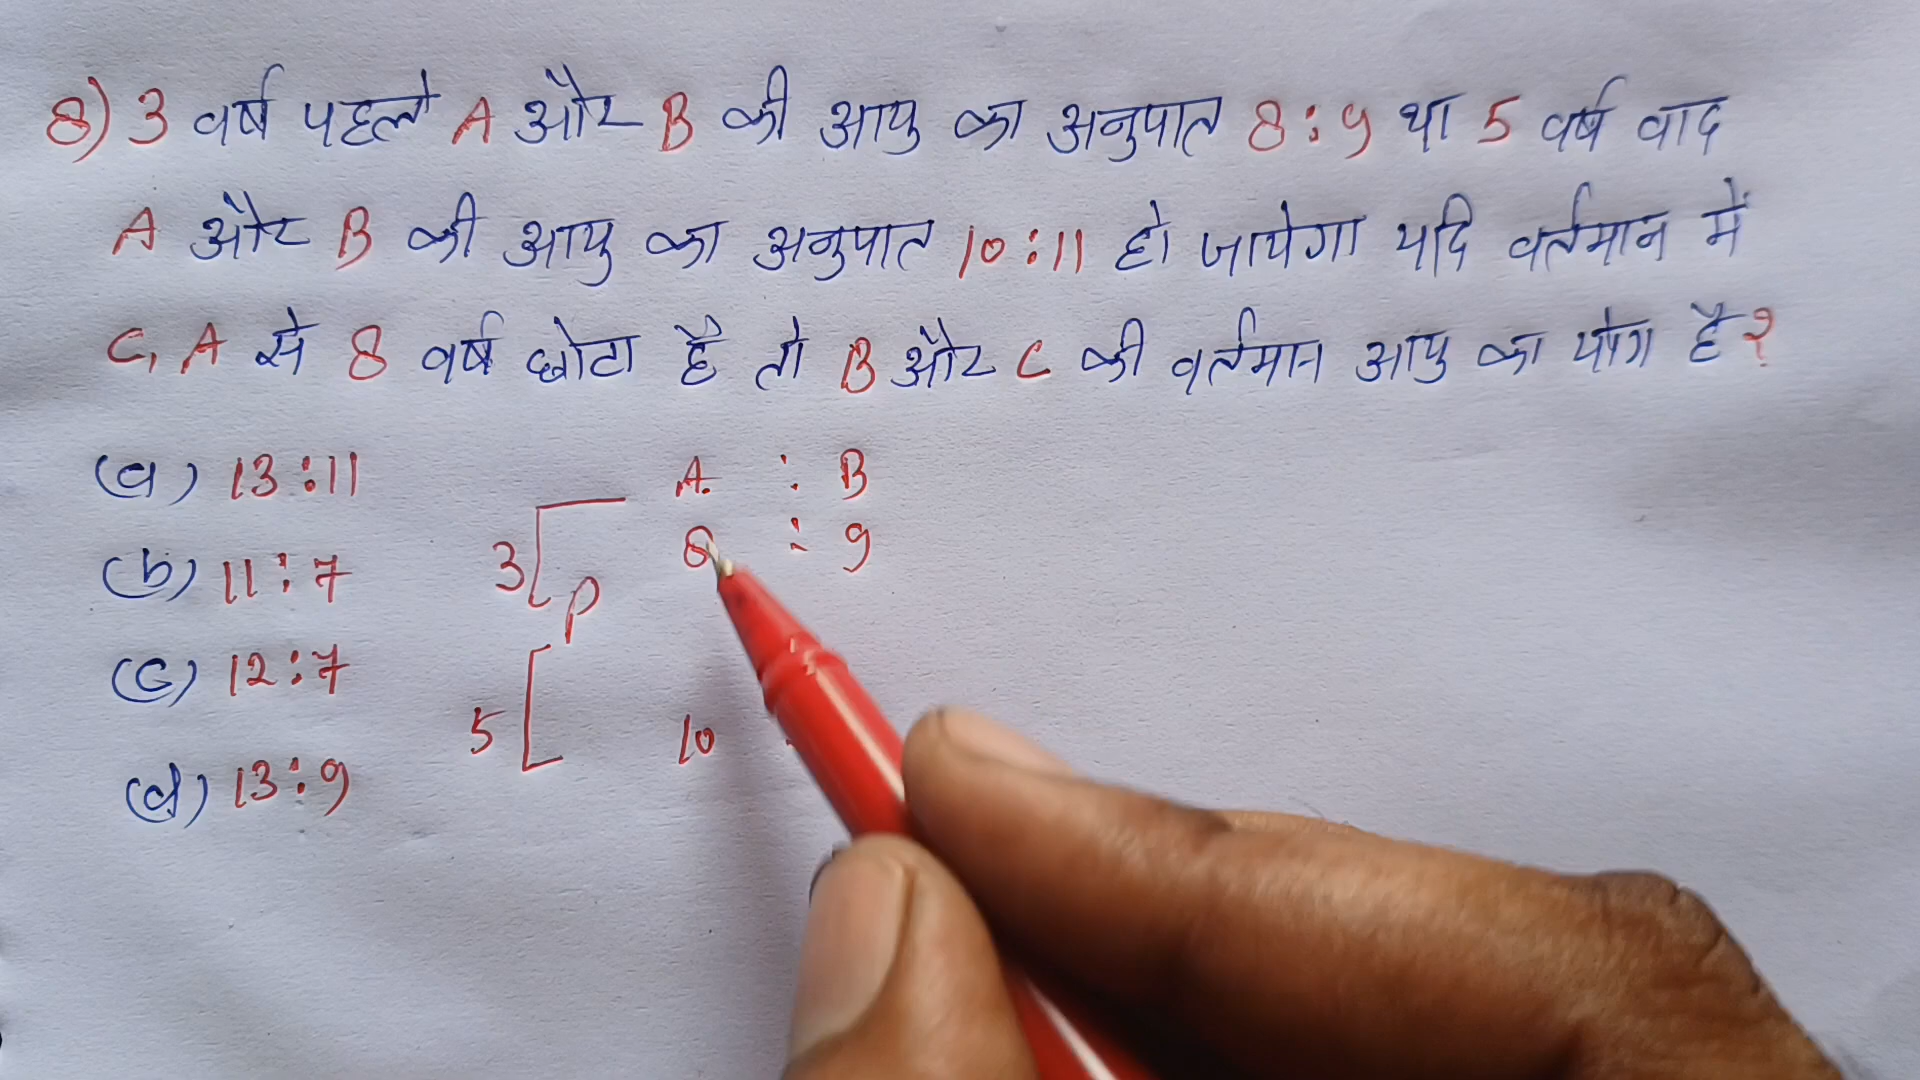 8) 3 वर्ष पहले A और B की आयु का अनुपात 8:9 था 5 वर्ष वाद
A और B की आयु का अनुपात 10:11 हो जायेगा यदि वर्तमान में
C, A से 8 वर्ष छोटा है तो B और C की वर्तमान आयु का योग है?
(a) 13:11
(b) 11:7
(c) 12:7
(d) 13:9
A : B
3 8 : 9
P
5 10